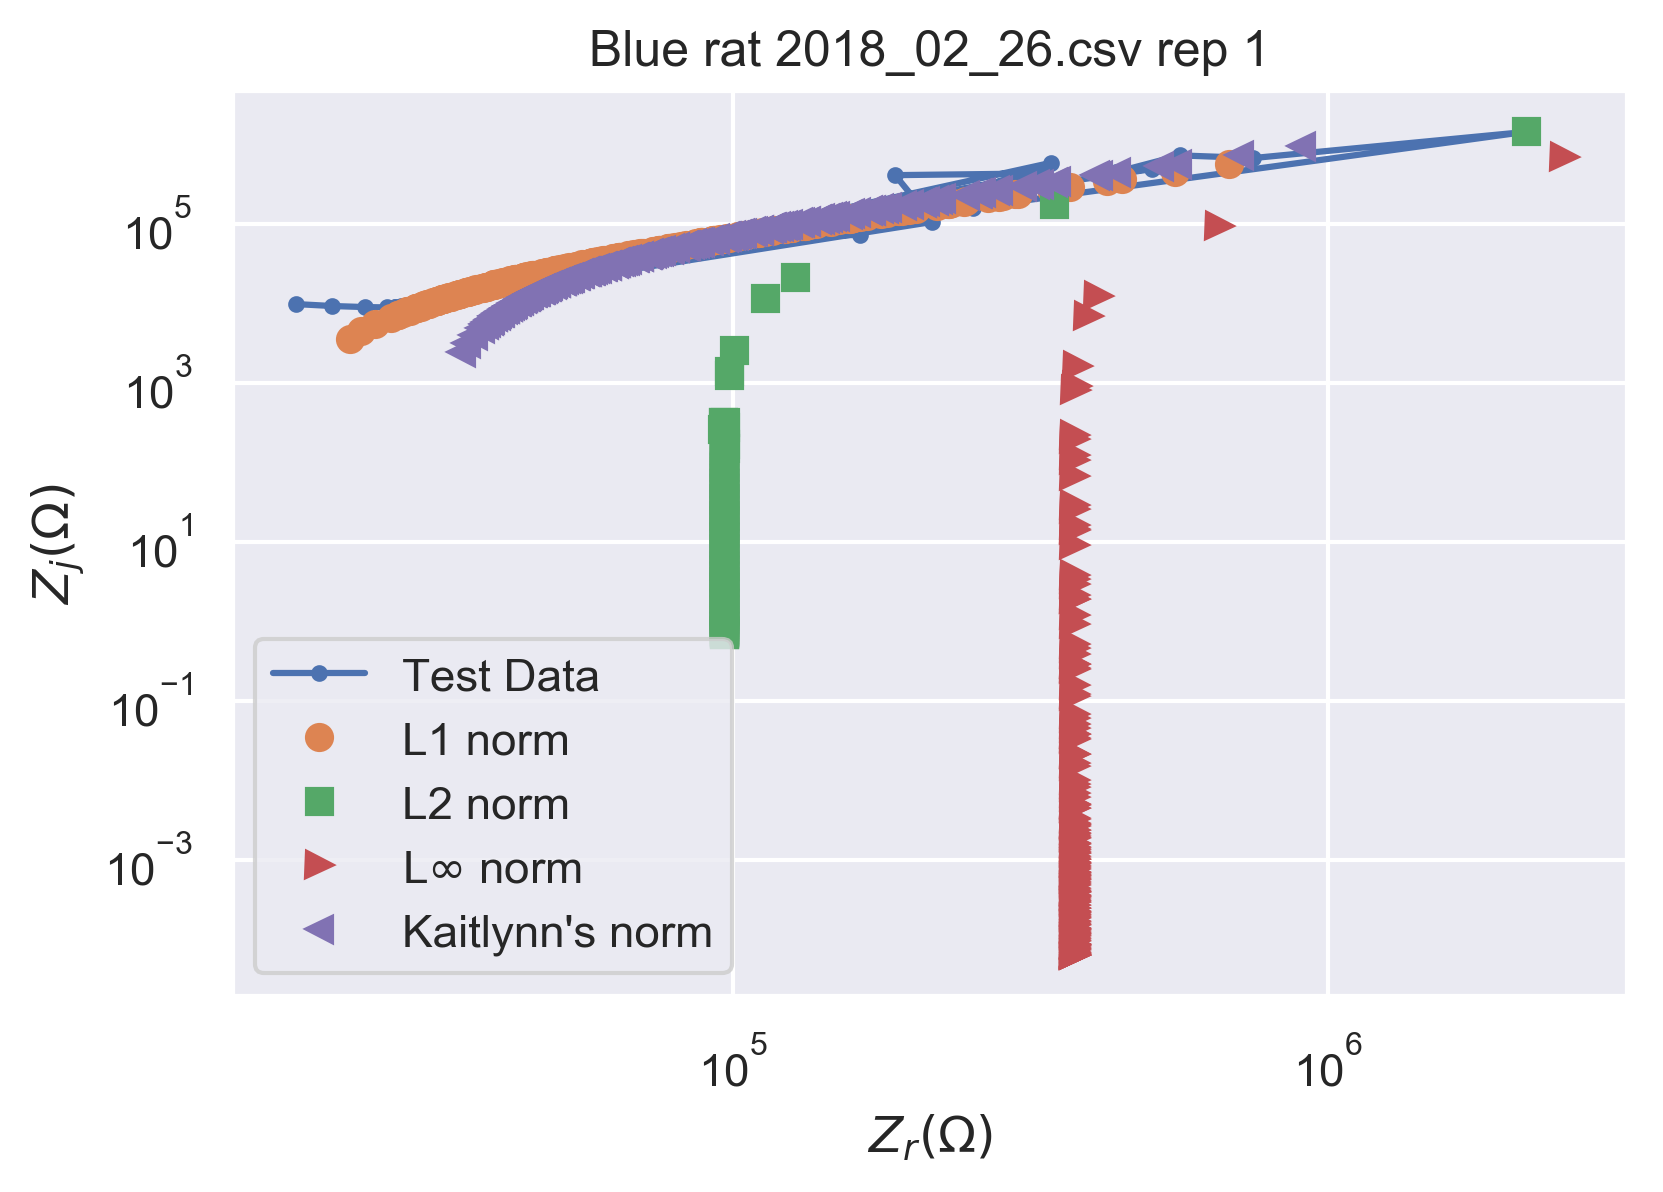 Blue rat 2018_02_26.csv rep 1
Z_j(Ω)
10^5
10^3
10^1
10^−1
10^−3
Test Data
L1 norm
L2 norm
L∞ norm
Kaitlynn's norm
10^5 10^6
Z_r(Ω)